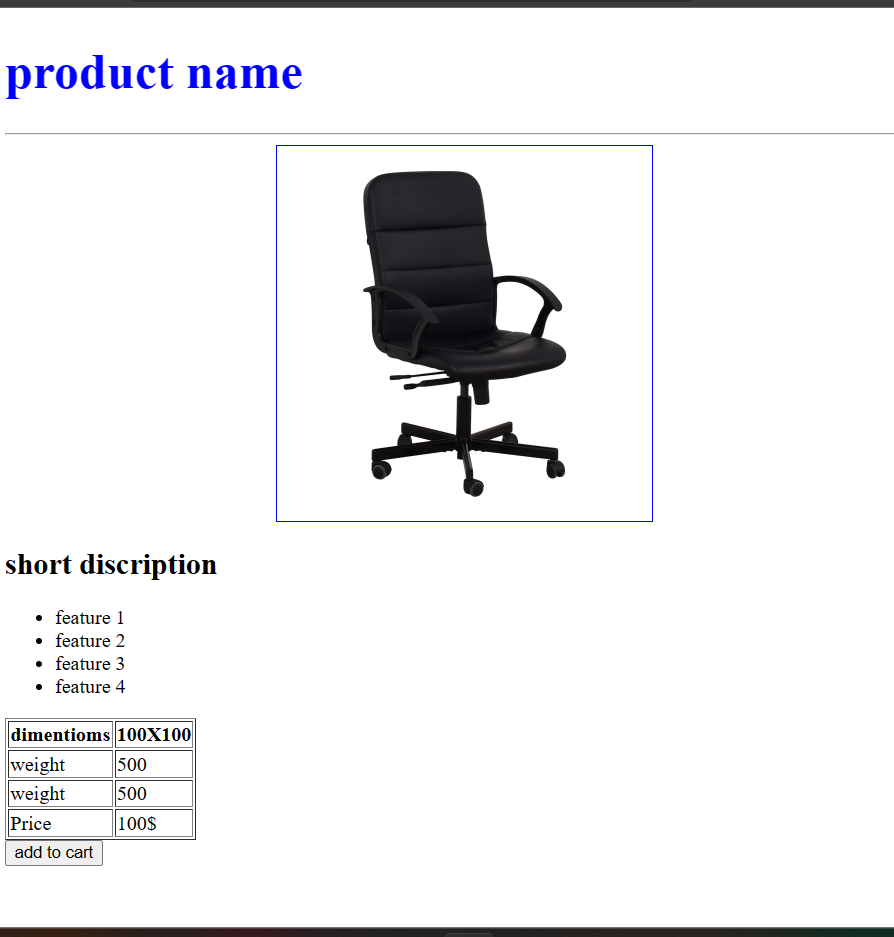 product name
short discription
feature 1
feature 2
feature 3
feature 4
dimentioms 100X100
weight 500
weight 500
Price 100$
add to cart